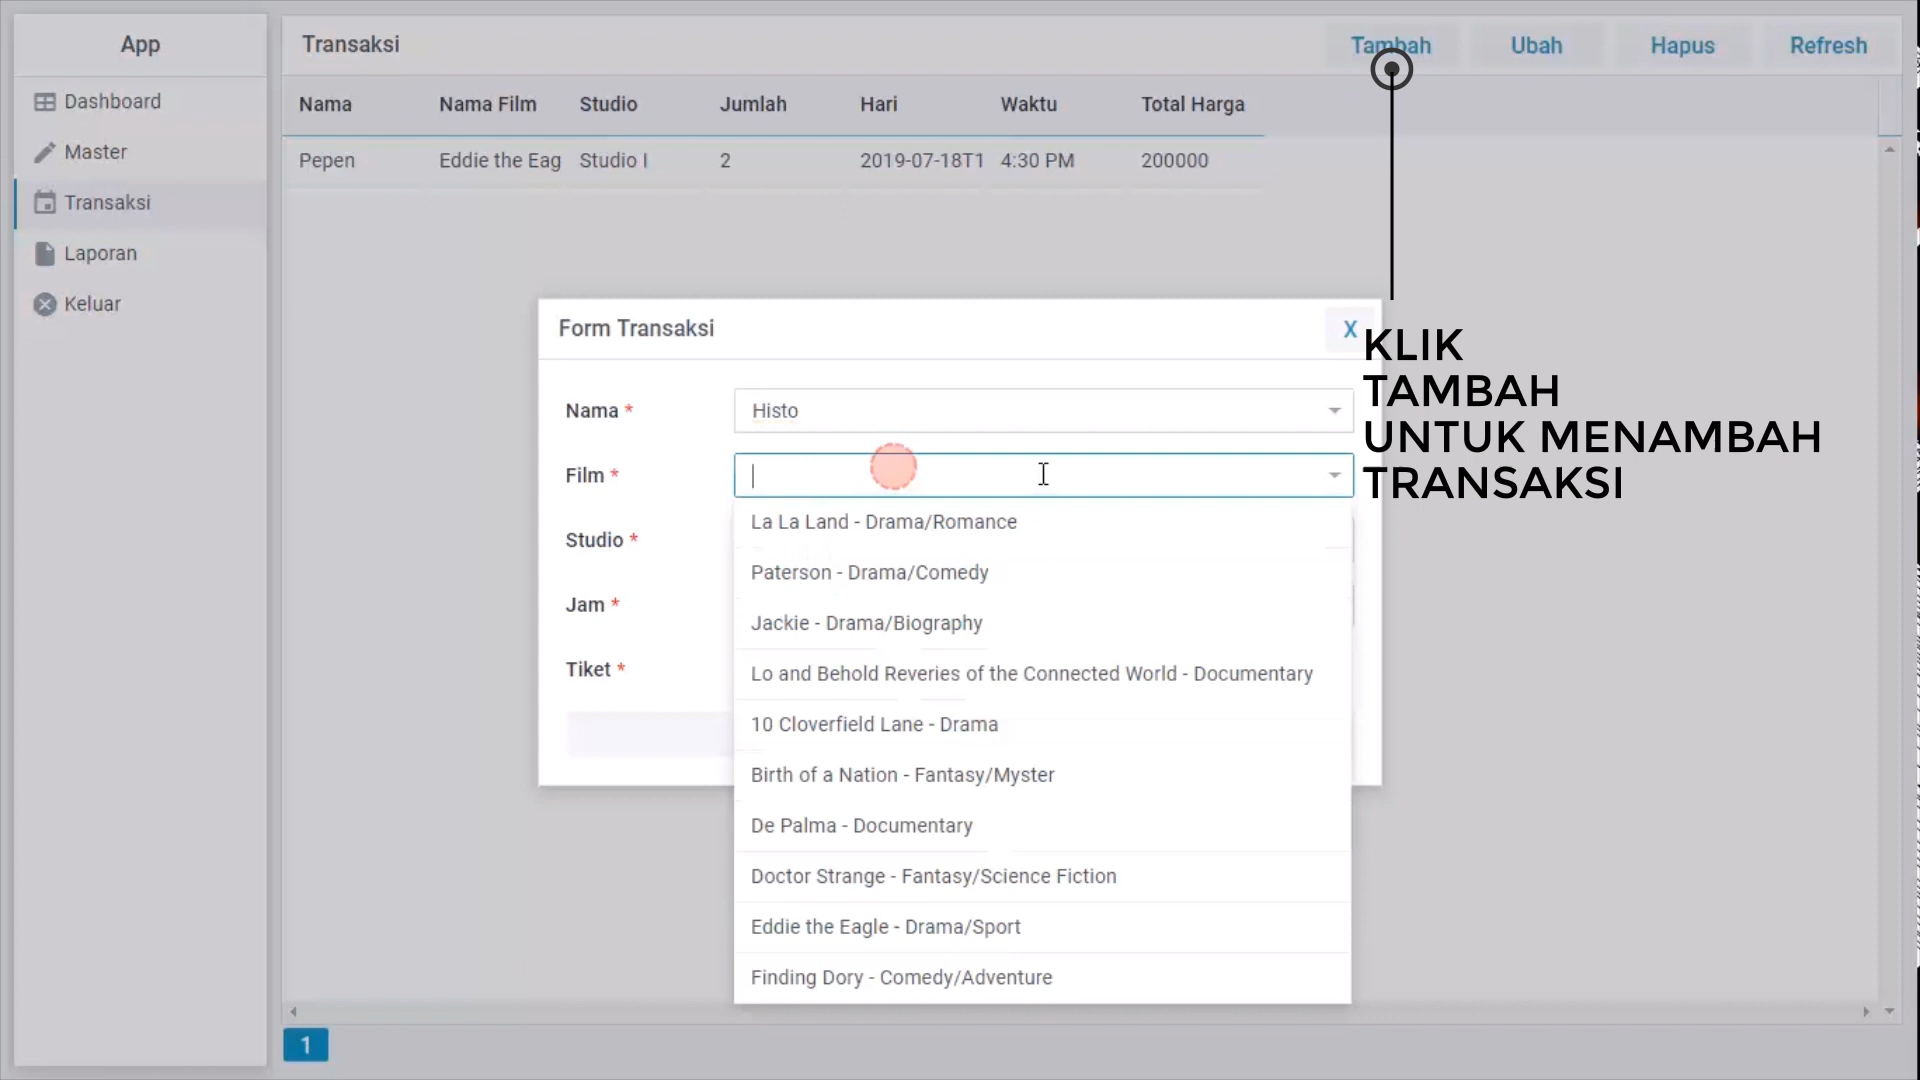 App
Dashboard
Master
Transaksi
Laporan
Keluar
Transaksi
Tambah Ubah Hapus Refresh
Nama Nama Film Studio Jumlah Hari Waktu Total Harga
Pepen Eddie the Eag Studio I 2 2019-07-18T1 4:30 PM 200000
Form Transaksi
X
Nama * Histo
Film *
Studio *
Jam *
Tiket *
La La Land - Drama/Romance
Paterson - Drama/Comedy
Jackie - Drama/Biography
Lo and Behold Reveries of the Connected World - Documentary
10 Cloverfield Lane - Drama
Birth of a Nation - Fantasy/Myster
De Palma - Documentary
Doctor Strange - Fantasy/Science Fiction
Eddie the Eagle - Drama/Sport
Finding Dory - Comedy/Adventure
KLIK
TAMBAH
UNTUK MENAMBAH
TRANSAKSI
1